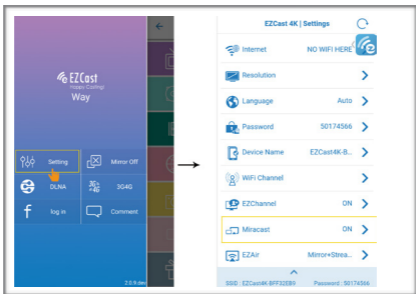 EZCast
Happy Casting!
Way
Setting
Mirror Off
DLNA
3G4G
log in
Comment
2.0.9.dev
EZCast 4K | Settings
Internet
NO WIFI HERE
Resolution
Language
Auto
Password
50174566
Device Name
EZCast4K-B...
WiFi Channel
EZChannel
ON
Miracast
ON
EZAir
Mirror+Strea...
SSID : EZCast4K-BFF02EB9
Password : 50174566